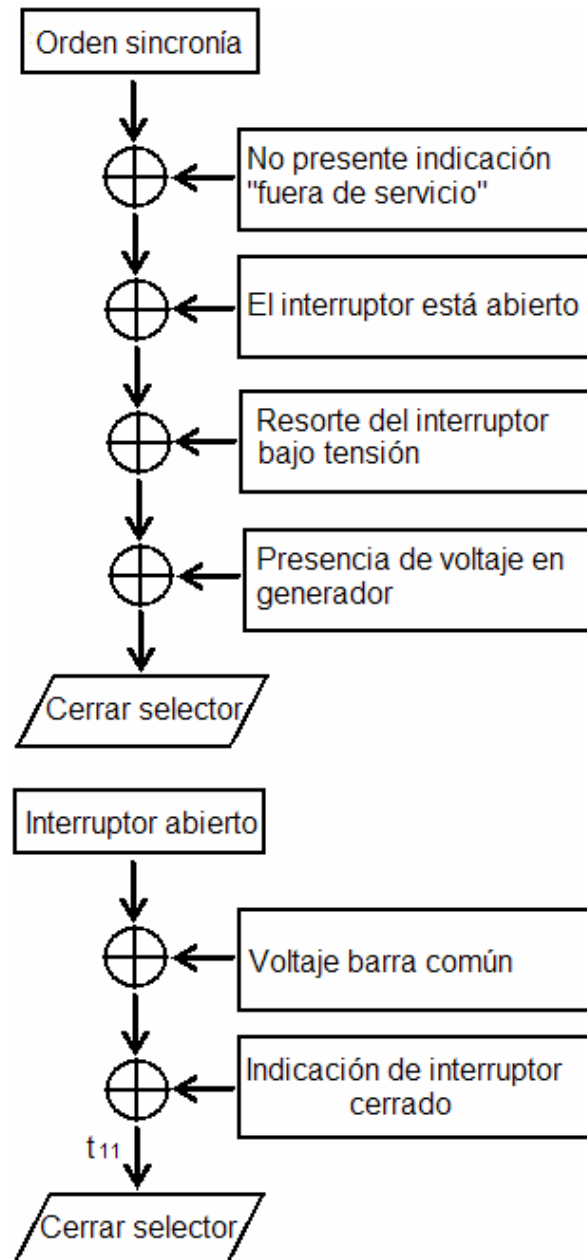 Orden sincronía
No presente indicación
"fuera de servicio"
El interruptor está abierto
Resorte del interruptor
bajo tensión
Presencia de voltaje en
generador
Cerrar selector
Interruptor abierto
Voltaje barra común
Indicación de interruptor
cerrado
t11
Cerrar selector